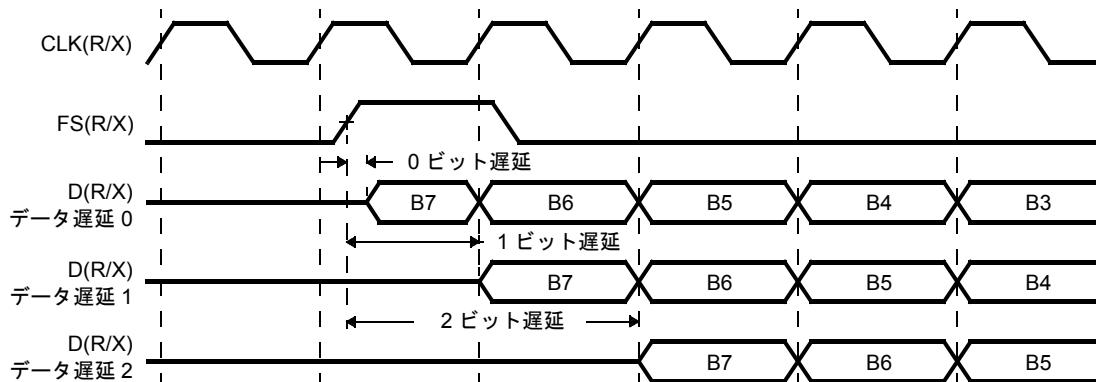 CLK(R/X)
FS(R/X)
0 ビット遅延
D(R/X)
データ遅延 0
B7 B6 B5 B4 B3
1 ビット遅延
D(R/X)
データ遅延 1
B7 B6 B5 B4
2 ビット遅延
D(R/X)
データ遅延 2
B7 B6 B5